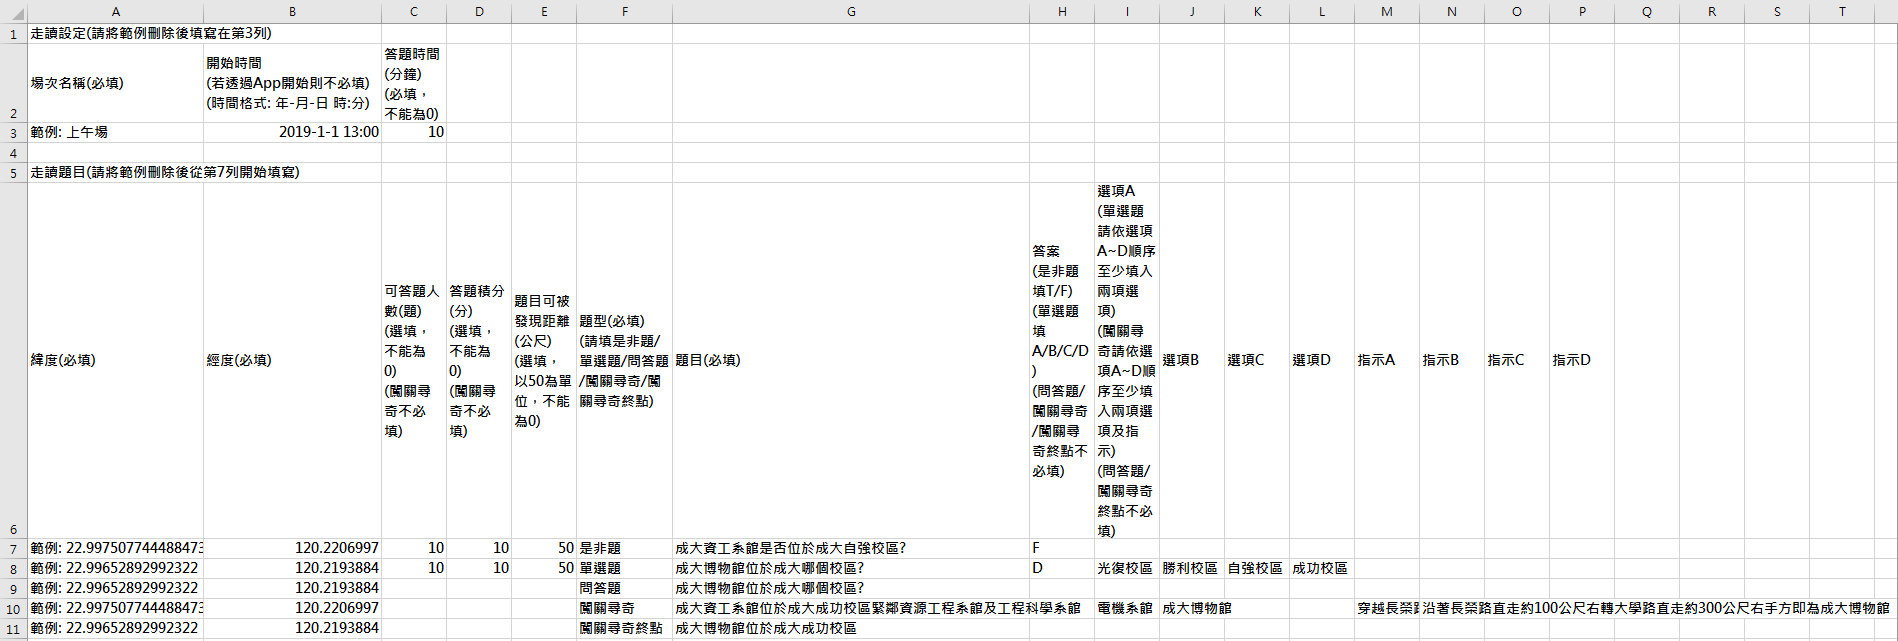 A B C D E F G H I J K L M N O P Q R S T
1 走讀設定(請將範例刪除後填寫在第3列)
2 場次名稱(必填)
開始時間
(若透過App開始則不必填)
(時間格式: 年-月-日 時:分)
答題時間
(分鐘)
(必填，
不能為0)
3 範例: 上午場 2019-1-1 13:00 10
4
5 走讀題目(請將範例刪除後從第7列開始填寫)
6 緯度(必填)
經度(必填)
可答題人
數(題)
(選填，
不能為
0)
(闖關尋
奇不必
填)
答題積分
(分)
(選填，
不能為
0)
(闖關尋
奇不必
填)
題目可被
發現距離
(公尺)
(選填，
以50為單
位，不能
為0)
題型(必填)
(請填是非題/
單選題/問答題
/闖關尋奇/闖
關尋奇終點)
題目(必填)
答案
(是非題
填T/F)
(單選題
填
A/B/C/D
)
(問答題/
闖關尋奇
/闖關尋
奇終點不
必填)
選項A
(單選題
請依選項
A~D順序
至少填入
兩項選
項)
(闖關尋
奇請依選
項A~D順
序至少填
入兩項選
項及指
示)
(問答題/
闖關尋奇
終點不必
填)
選項B
選項C
選項D
指示A
指示B
指示C
指示D
7 範例: 22.997507744488473 120.2206997 10 10 50 是非題 成大資工系館是否位於成大自強校區? F
8 範例: 22.99652892992322 120.2193884 10 10 50 單選題 成大博物館位於成大哪個校區? D 光復校區 勝利校區 自強校區 成功校區
9 範例: 22.99652892992322 120.2193884 問答題 成大博物館位於成大哪個校區?
10 範例: 22.997507744488473 120.2206997 闖關尋奇 成大資工系館位於成大成功校區緊鄰資源工程系館及工程科學系館 電機系館 成大博物館 穿越長榮路 沿著長榮路直走約100公尺右轉大學路直走約300公尺右手方即為成大博物館
11 範例: 22.99652892992322 120.2193884 闖關尋奇終點 成大博物館位於成大成功校區